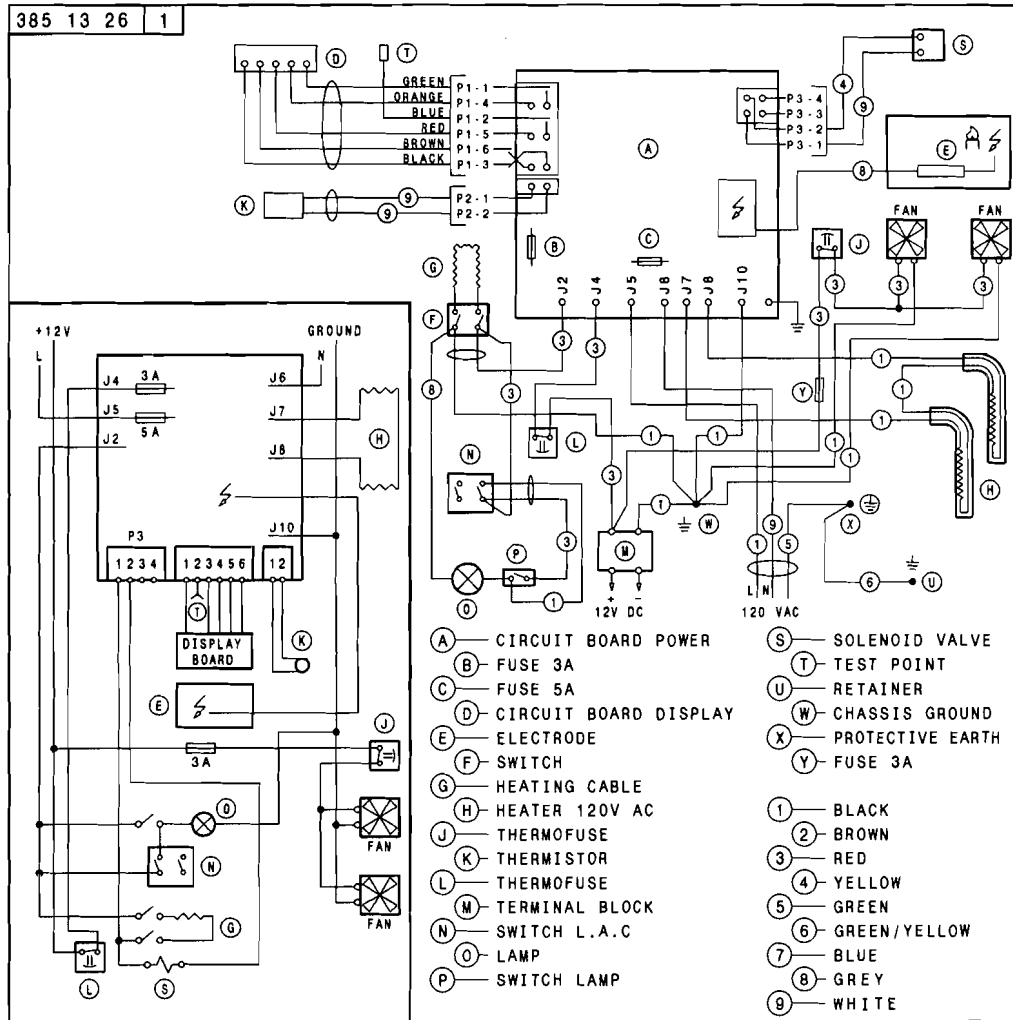 385 13 26 1
D
T
S
GREEN P1-1
ORANGE P1-4
BLUE P1-2
RED P1-5
BROWN P1-6
BLACK P1-3
A
P3-4
P3-3
P3-2
P3-1
4
9
E
8
K
9
9
P2-1
P2-2
B
C
G
J
FAN
FAN
J2
J4
J5
J8
J7
J8
J10
3
3
3
3
F
3
3
8
3
Y
1
1
1
1
1
L
1
1
3
N
H
T
W
9
X
3
M
1
5
P
O
1
6
U
+ -
12V DC
L N
120 VAC
+12V
L
GROUND
N
J4
3A
J5
5A
J2
J6
J7
J8
H
J10
P3
1234
123456
12
T
DISPLAY
BOARD
K
E
3A
J
O
FAN
N
FAN
G
L
S
A CIRCUIT BOARD POWER
B FUSE 3A
C FUSE 5A
D CIRCUIT BOARD DISPLAY
E ELECTRODE
F SWITCH
G HEATING CABLE
H HEATER 120V AC
J THERMOFUSE
K THERMISTOR
L THERMOFUSE
M TERMINAL BLOCK
N SWITCH L.A.C
O LAMP
P SWITCH LAMP
S SOLENOID VALVE
T TEST POINT
U RETAINER
W CHASSIS GROUND
X PROTECTIVE EARTH
Y FUSE 3A
1 BLACK
2 BROWN
3 RED
4 YELLOW
5 GREEN
6 GREEN/YELLOW
7 BLUE
8 GREY
9 WHITE